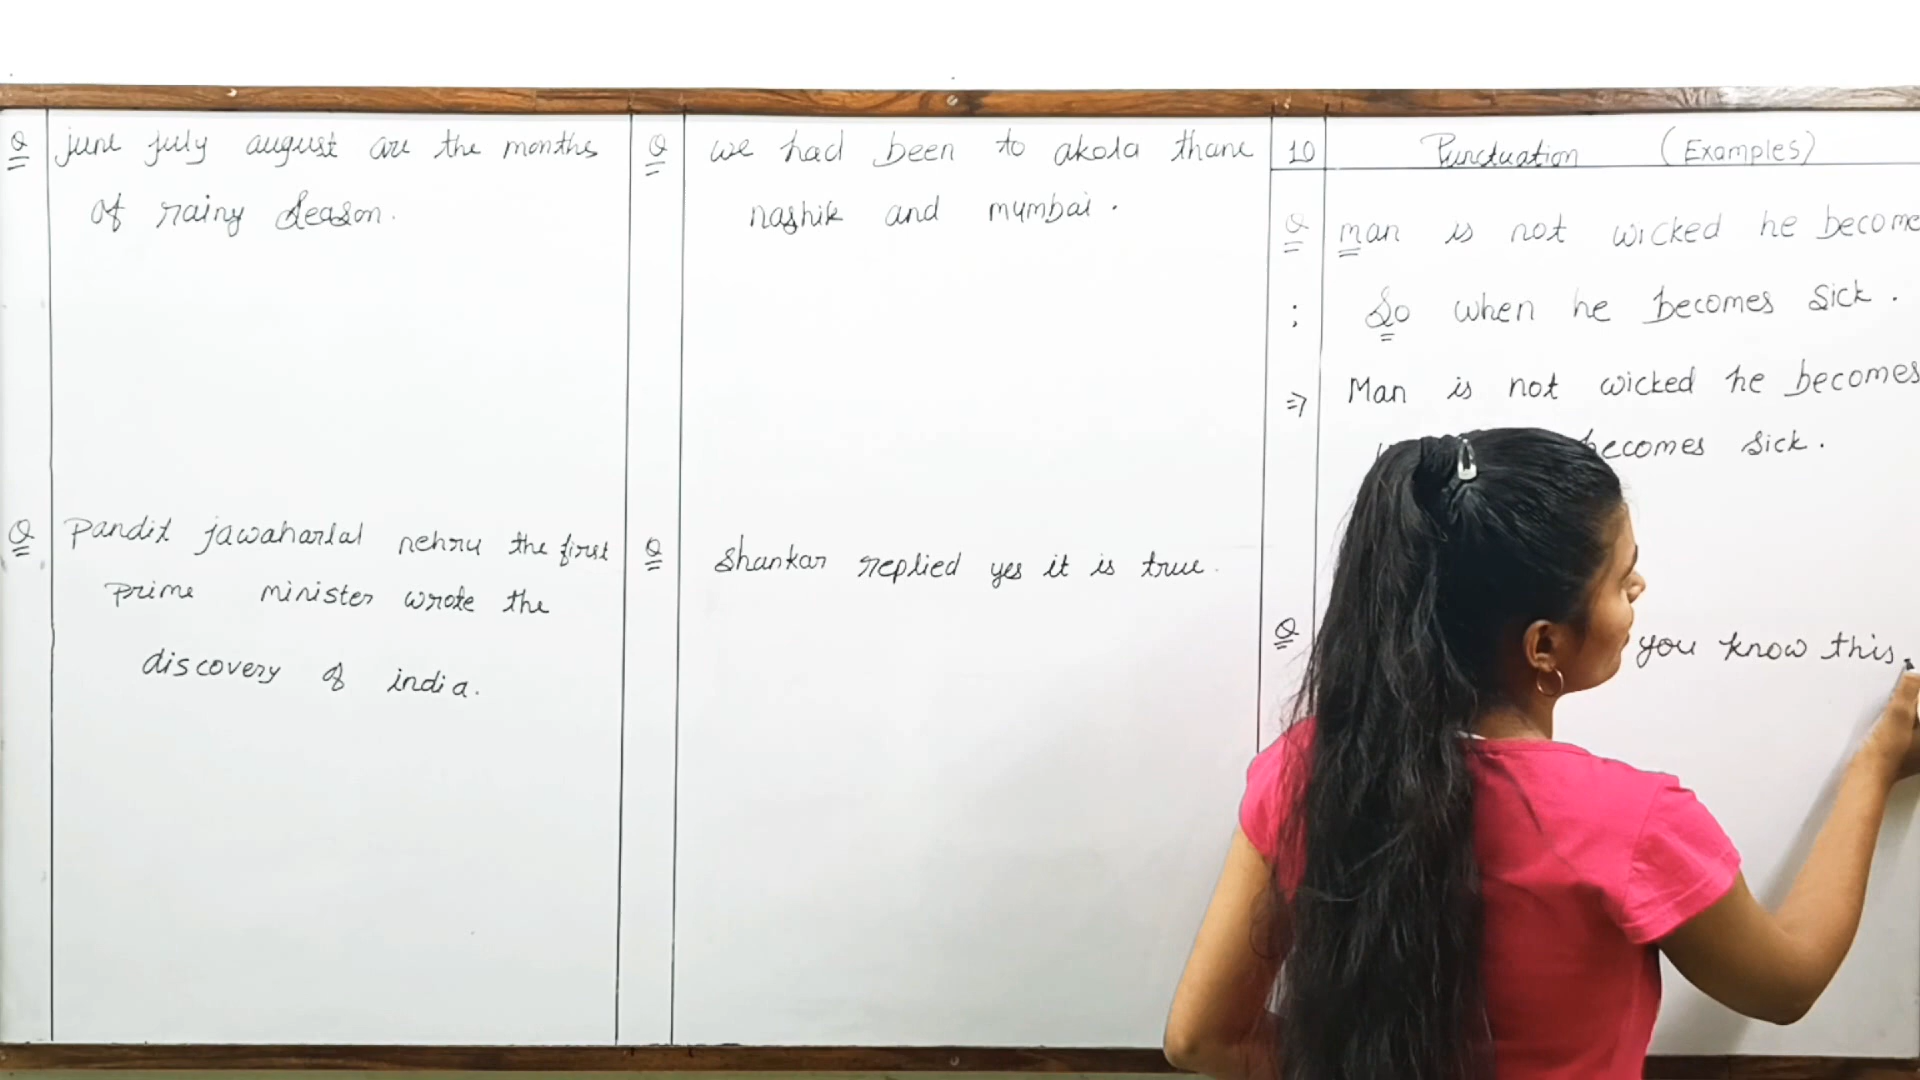 Q june july august are the months
of rainy season.
Q Pandit jawaharlal nehru the first
prime minister wrote the
discovery of india.
Q we had been to akola thane
nashik and mumbai.
Q shankar replied yes it is true.
10 Punctuation (Examples)
Q man is not wicked he become
: So when he becomes sick.
⇒ Man is not wicked he becomes
becomes sick.
Q you know this.